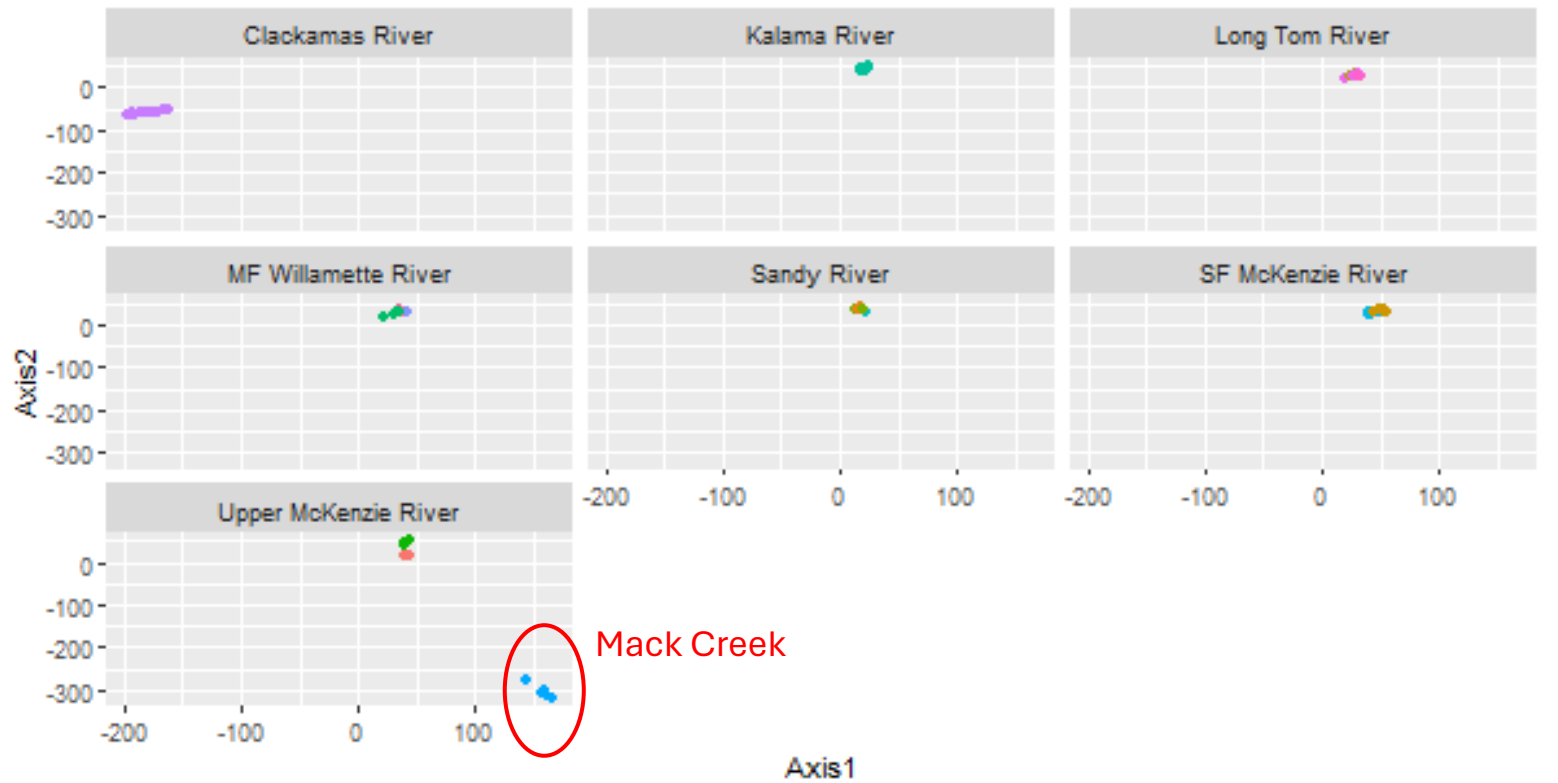 Clackamas River
Kalama River
Long Tom River
0
-100
-200
-300
MF Willamette River
Sandy River
SF McKenzie River
0
-100
-200
-300
Axis2
-200 -100 0 100
-200 -100 0 100
Upper McKenzie River
0
-100
-200
-300
Mack Creek
-200 -100 0 100
Axis1